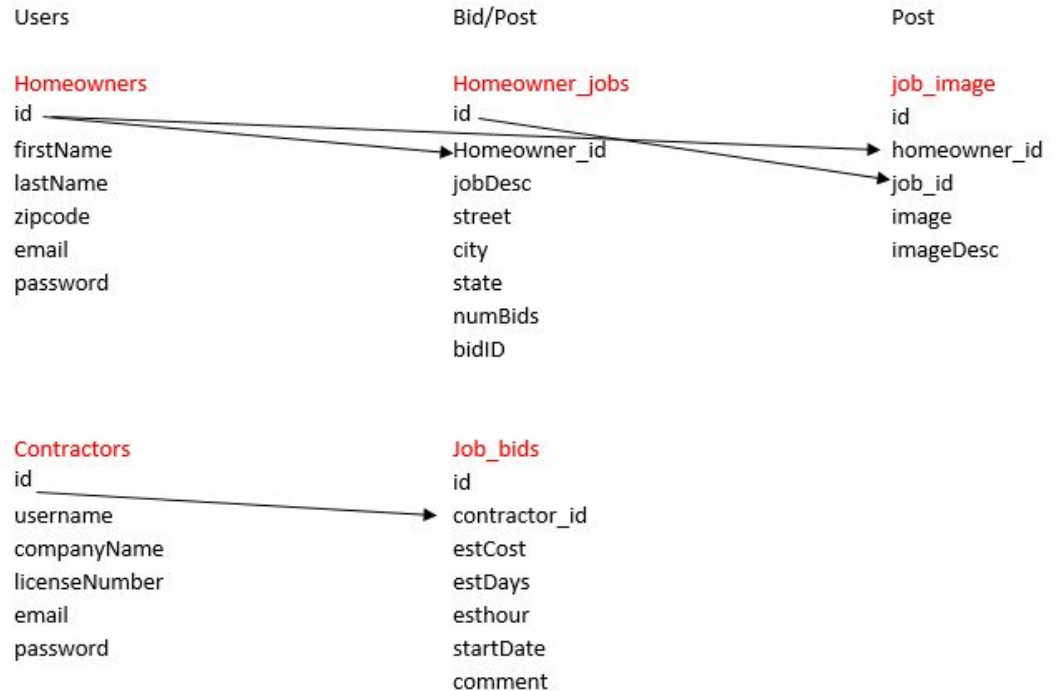 Users
Bid/Post
Post
Homeowners
id
firstName
lastName
zipcode
email
password
Homeowner_jobs
id
Homeowner_id
jobDesc
street
city
state
numBids
bidID
job_image
id
homeowner_id
job_id
image
imageDesc
Contractors
id
username
companyName
licenseNumber
email
password
Job_bids
id
contractor_id
estCost
estDays
esthour
startDate
comment